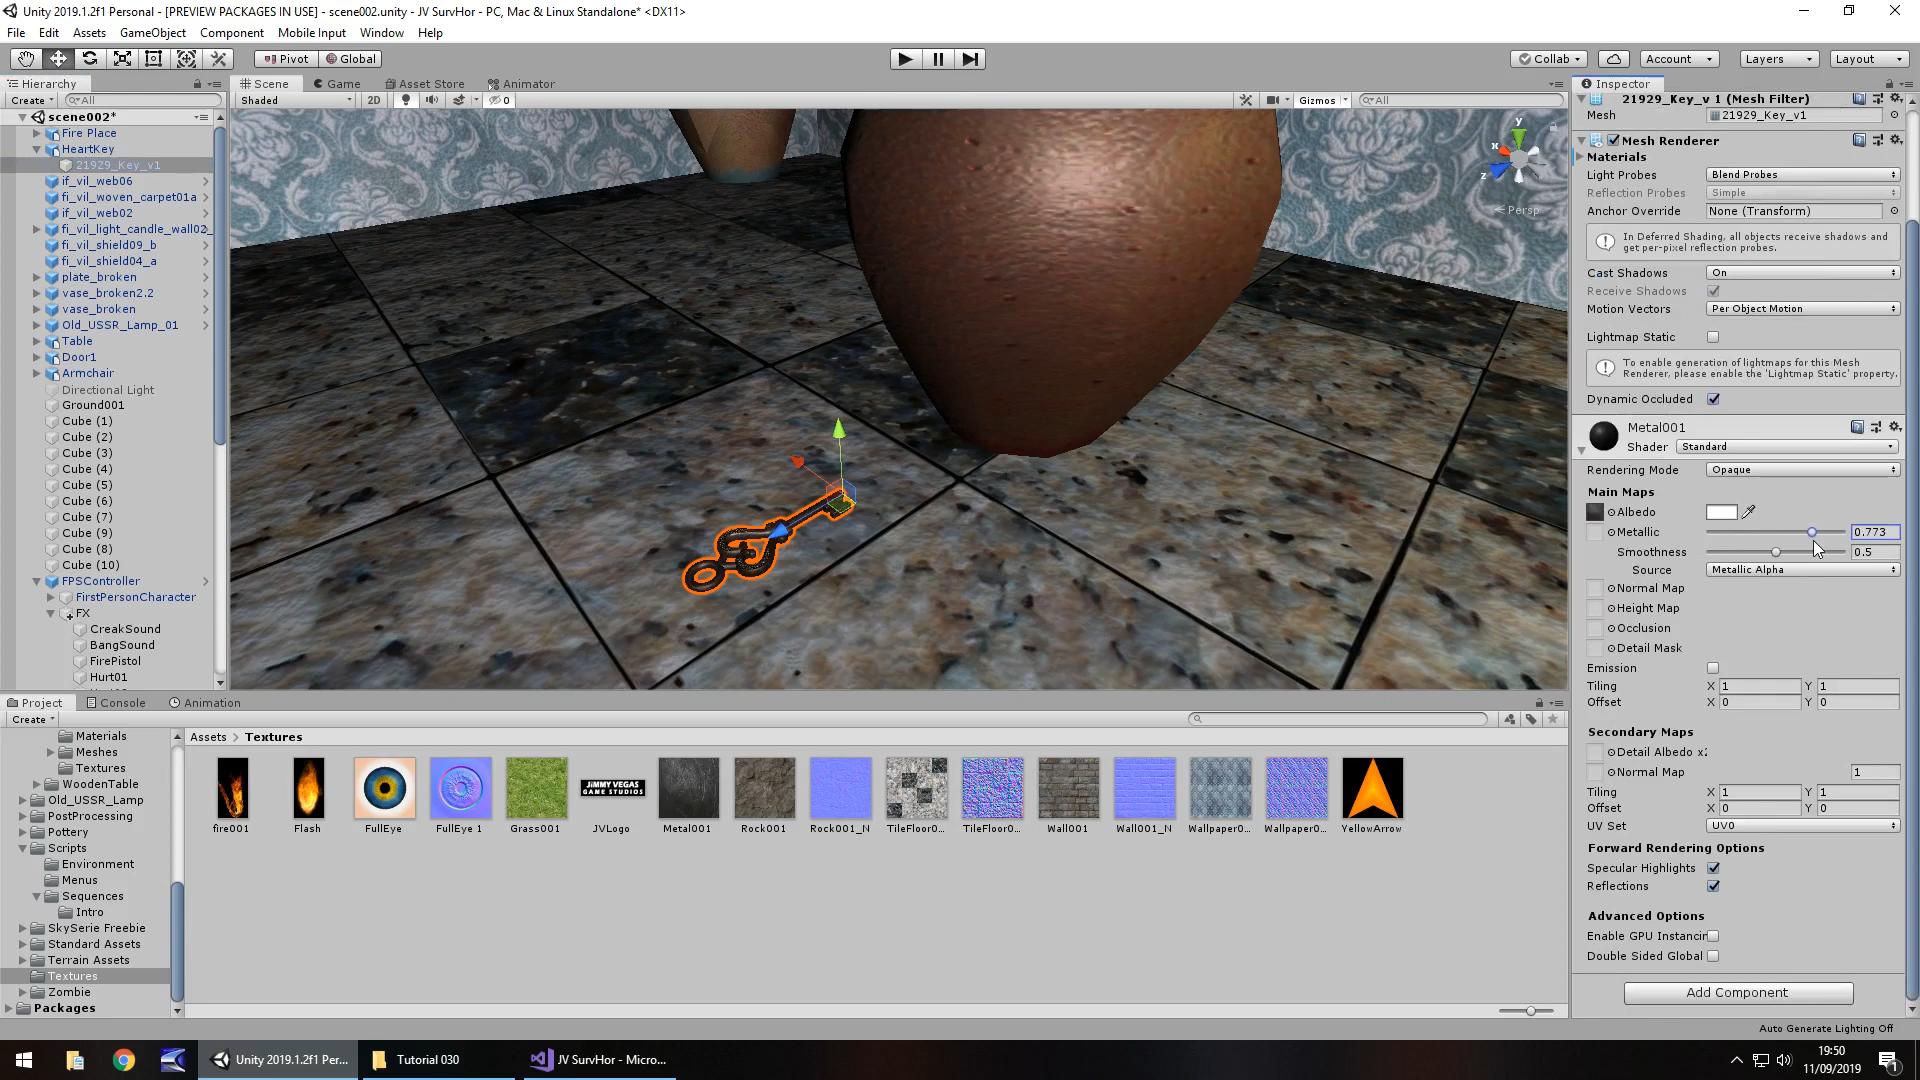 Unity 2019.1.2f1 Personal - [PREVIEW PACKAGES IN USE] - scene002.unity - JV SurvHor - PC, Mac & Linux Standalone* <DX11>
File Edit Assets GameObject Component Mobile Input Window Help
Pivot Global Collab Account Layers Layout
Hierarchy Scene Game Asset Store Animator Inspector
Create All Shaded 2D 0 Gizmos All
21929_Key_v 1 (Mesh Filter)
Mesh 21929_Key_v1
scene002*
Fire Place
HeartKey
21929_Key_v1
if_vil_web06
fi_vil_woven_carpet01a
if_vil_web02
fi_vil_light_candle_wall02_
fi_vil_shield09_b
fi_vil_shield04_a
plate_broken
vase_broken2.2
vase_broken
Old_USSR_Lamp_01
Table
Door1
Armchair
Directional Light
Ground001
Cube (1)
Cube (2)
Cube (3)
Cube (4)
Cube (5)
Cube (6)
Cube (7)
Cube (9)
Cube (8)
Cube (10)
FPSController
FirstPersonCharacter
FX
CreakSound
BangSound
FirePistol
Hurt01
y
x
z
Persp
Mesh Renderer
Materials
Light Probes Blend Probes
Reflection Probes Simple
Anchor Override None (Transform)
In Deferred Shading, all objects receive shadows and
get per-pixel reflection probes.
Cast Shadows On
Receive Shadows
Motion Vectors Per Object Motion
Lightmap Static
To enable generation of lightmaps for this Mesh
Renderer, please enable the 'Lightmap Static' property.
Dynamic Occluded
Metal001
Shader Standard
Rendering Mode Opaque
Main Maps
Albedo
Metallic 0.773
Smoothness 0.5
Source Metallic Alpha
Normal Map
Height Map
Occlusion
Detail Mask
Emission
Tiling X 1 Y 1
Offset X 0 Y 0
Secondary Maps
Detail Albedo x2
Normal Map 1
Tiling X 1 Y 1
Offset X 0 Y 0
UV Set UV0
Forward Rendering Options
Specular Highlights
Reflections
Advanced Options
Enable GPU Instancin
Double Sided Global
Add Component
Auto Generate Lighting Off
Project Console Animation
Create
Assets > Textures
Materials
Meshes
Textures
WoodenTable
Old_USSR_Lamp
PostProcessing
Pottery
Scripts
Environment
Menus
Sequences
Intro
SkySerie Freebie
Standard Assets
Terrain Assets
Textures
Zombie
Packages
JIMMY VEGAS
GAME STUDIOS
fire001 Flash FullEye FullEye 1 Grass001 JVLogo Metal001 Rock001 Rock001_N TileFloor0... TileFloor0... Wall001 Wall001_N Wallpaper0... Wallpaper0... YellowArrow
Unity 2019.1.2f1 Per... Tutorial 030 JV SurvHor - Micro...
19:50
11/09/2019
1